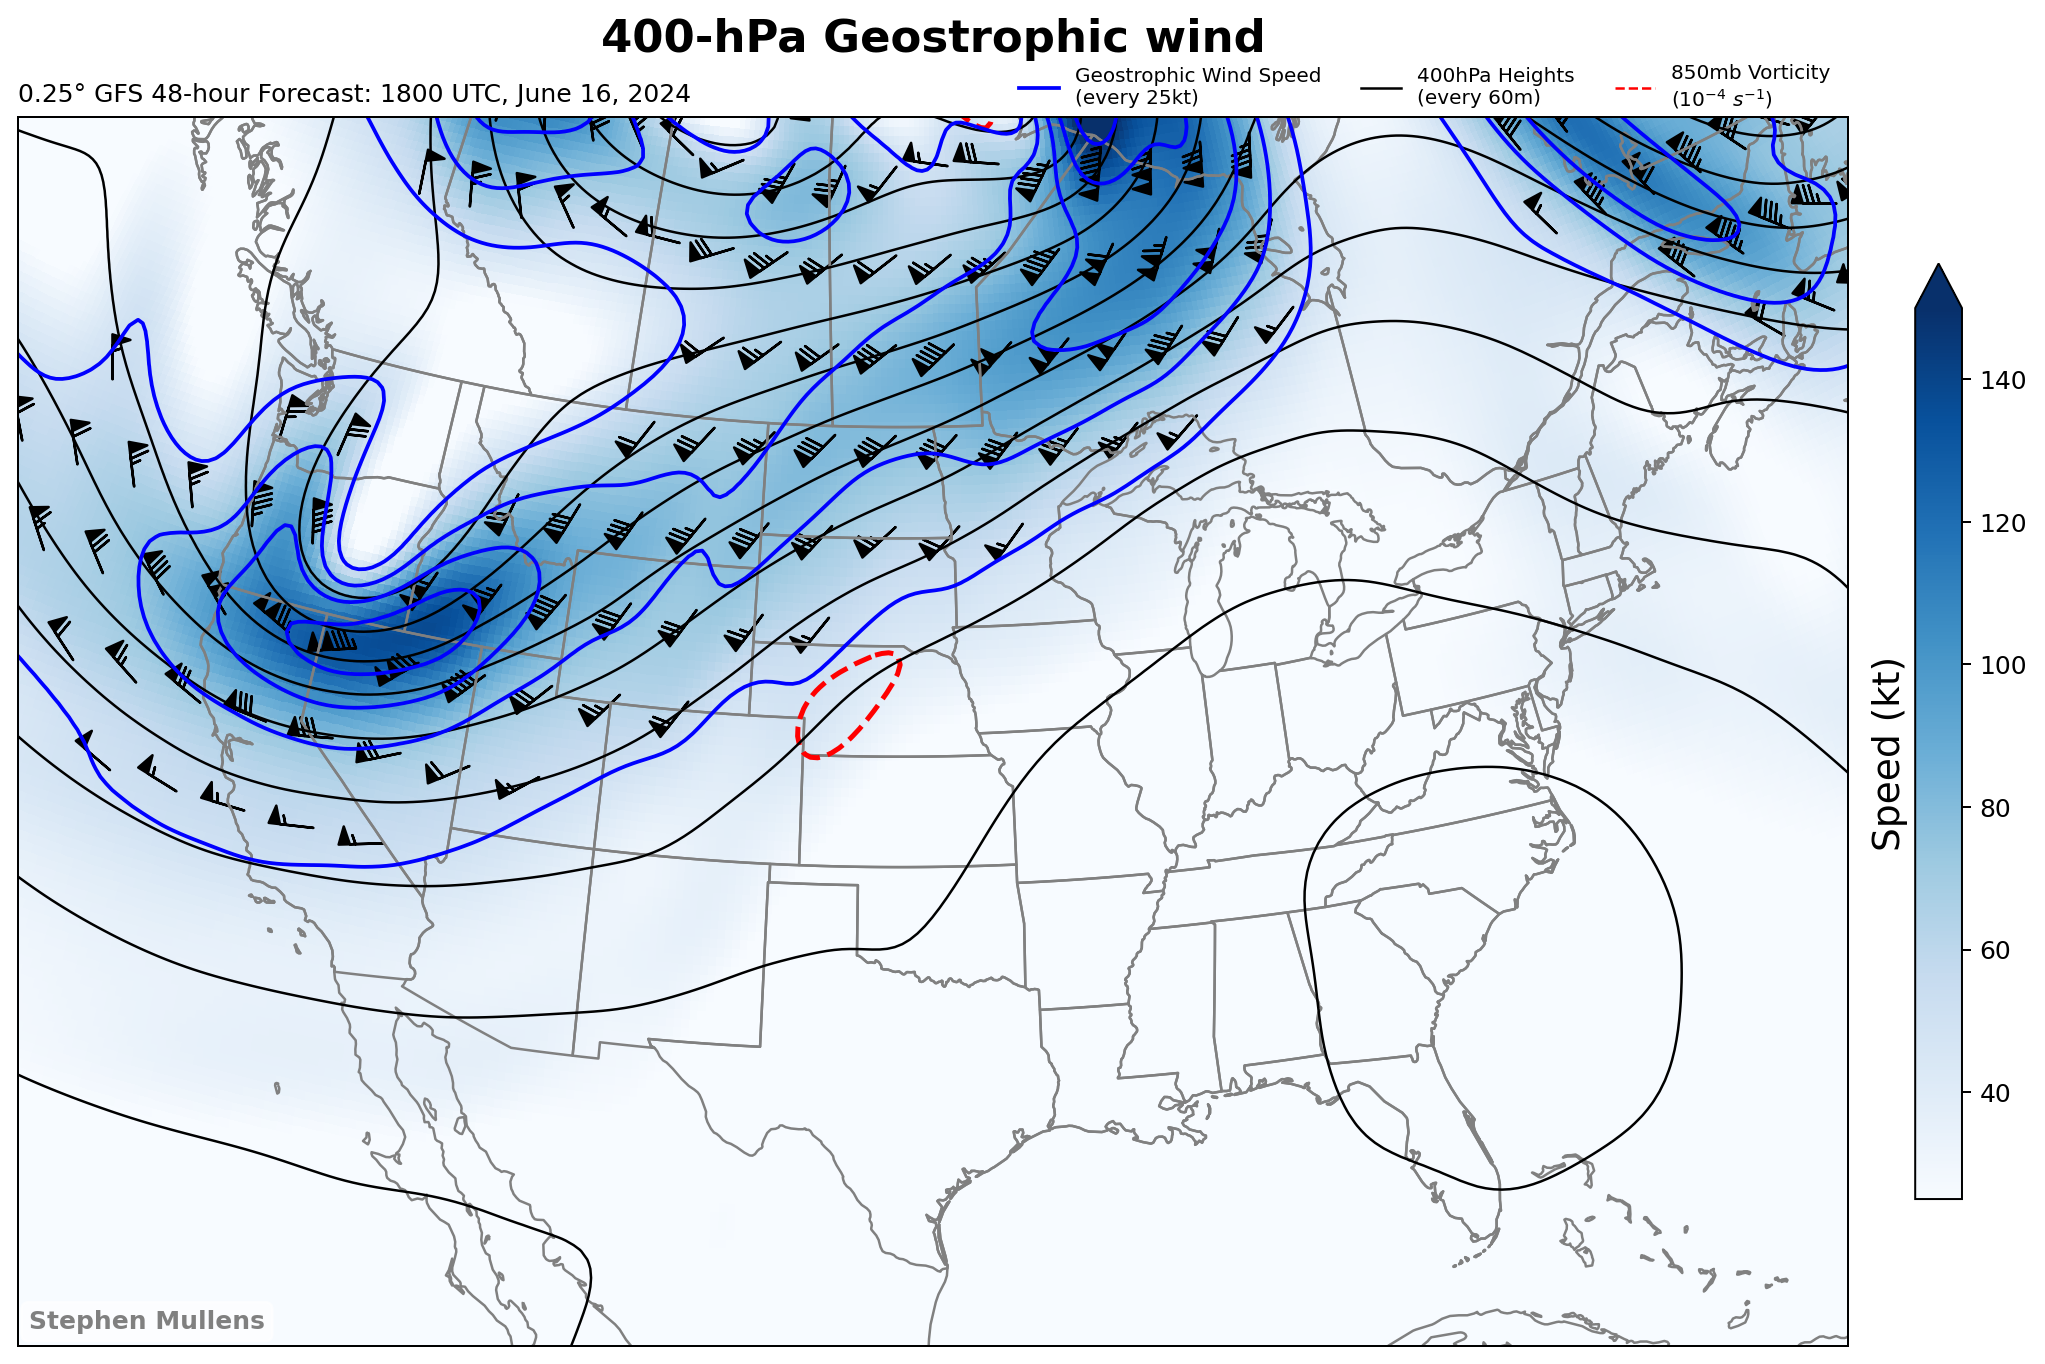 400-hPa Geostrophic wind
0.25° GFS 48-hour Forecast: 1800 UTC, June 16, 2024
Geostrophic Wind Speed
(every 25kt)
400hPa Heights
(every 60m)
850mb Vorticity
(10⁻⁴ s⁻¹)
140
120
100
80
60
40
Speed (kt)
Stephen Mullens